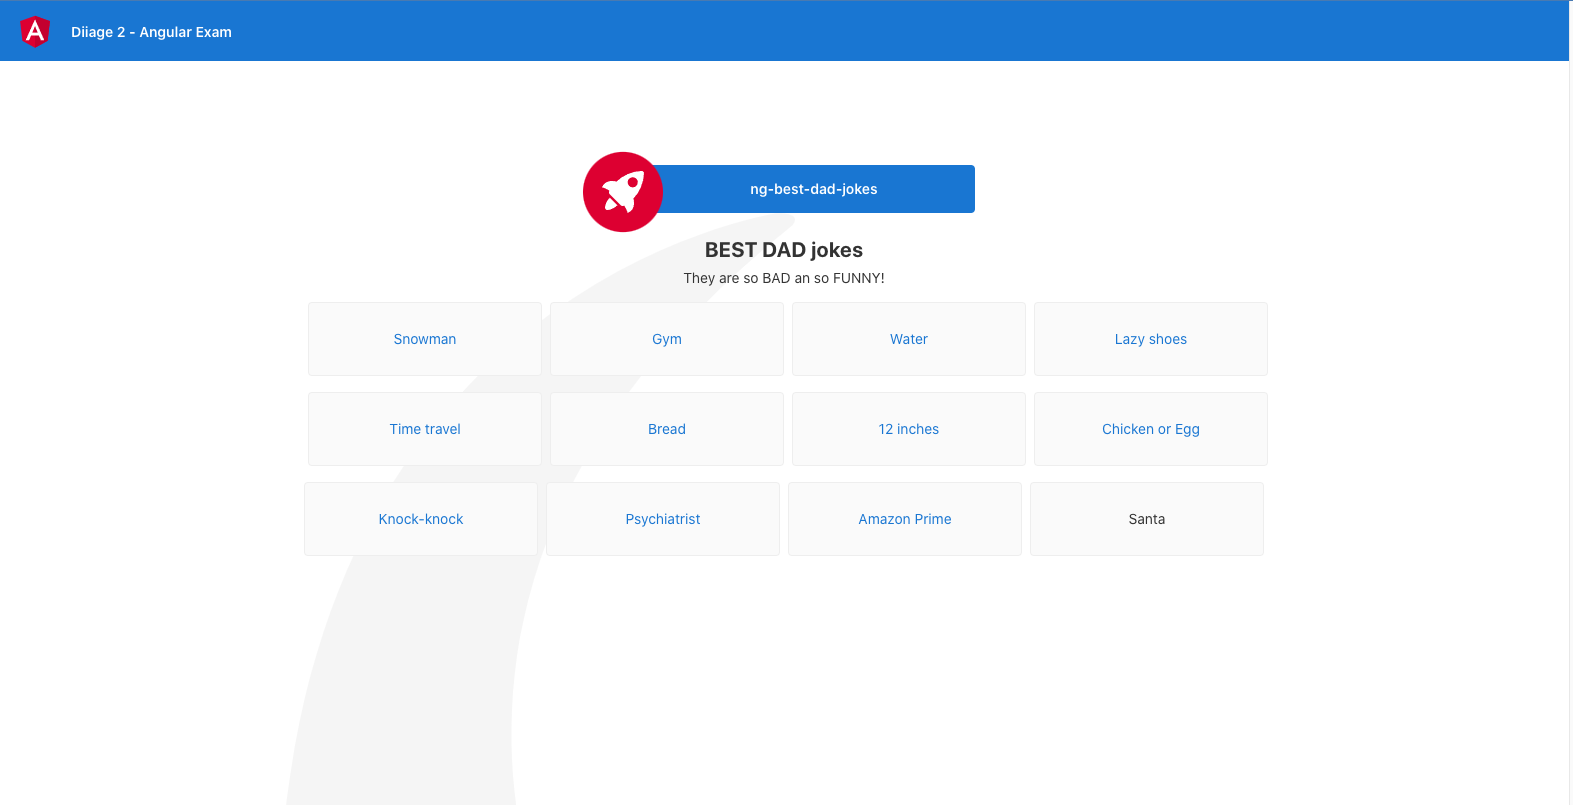 Diiage 2 - Angular Exam
ng-best-dad-jokes
BEST DAD jokes
They are so BAD an so FUNNY!
Snowman
Gym
Water
Lazy shoes
Time travel
Bread
12 inches
Chicken or Egg
Knock-knock
Psychiatrist
Amazon Prime
Santa